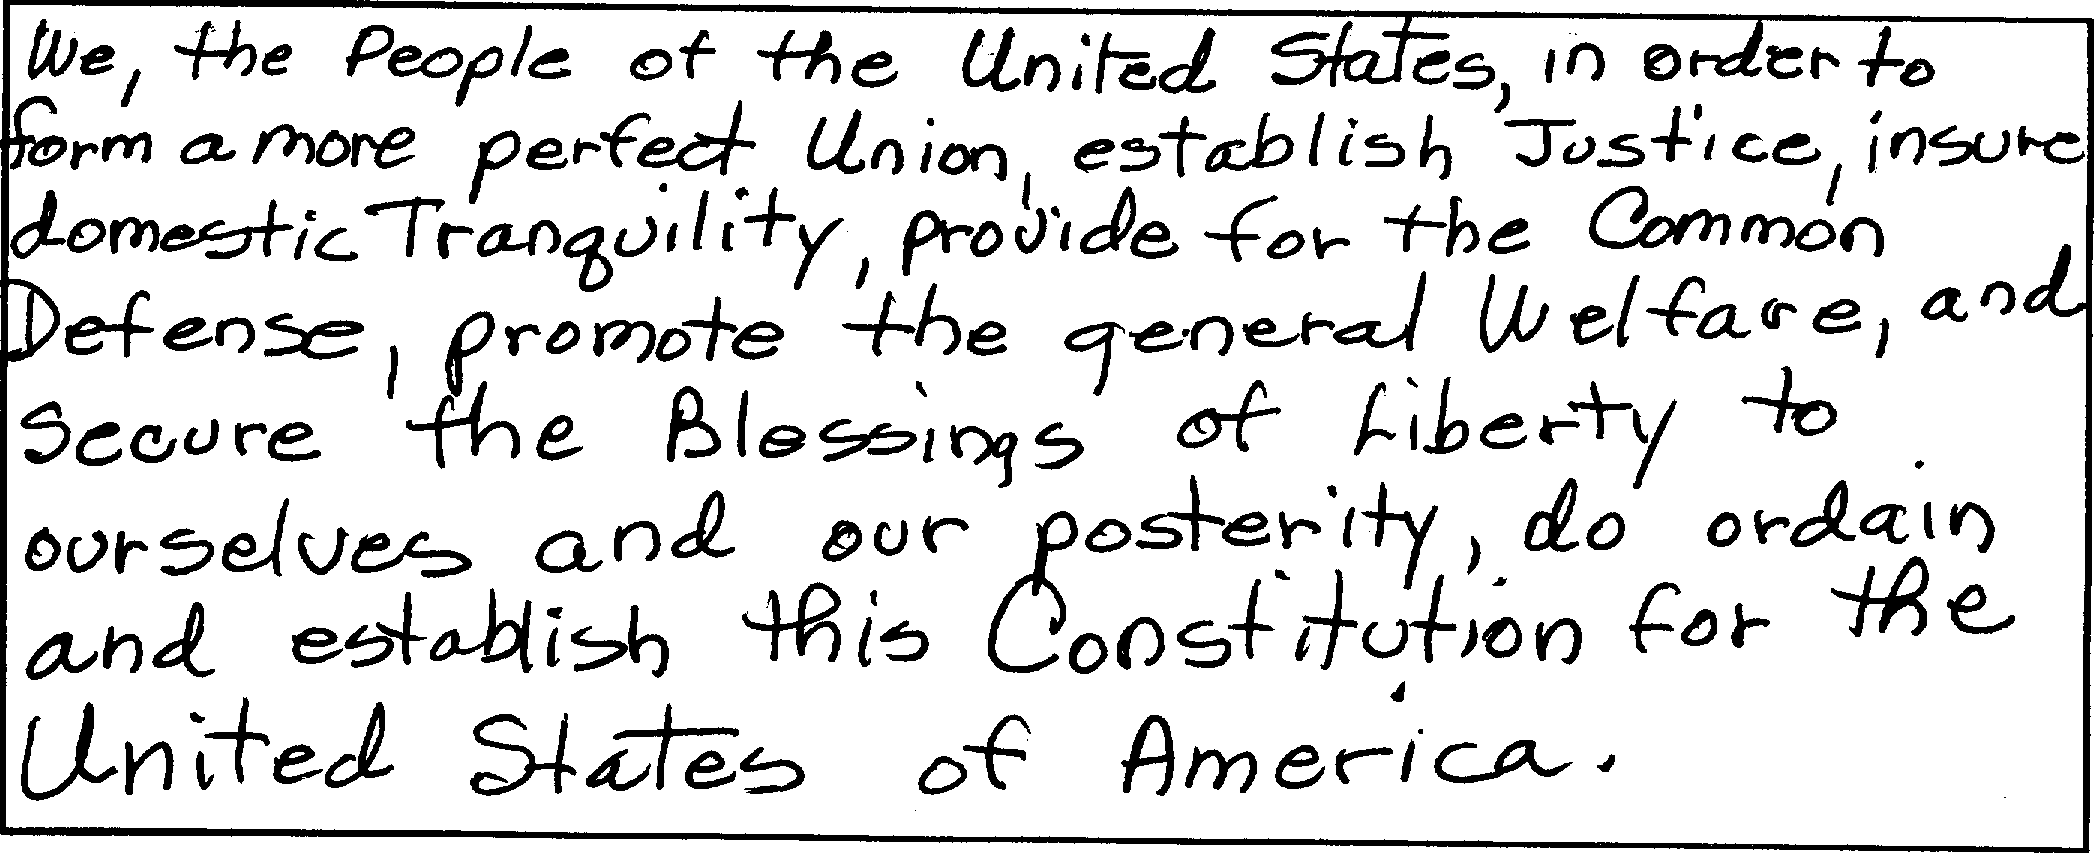 We, the People of the United States, in order to
form a more perfect Union, establish Justice, insure
domestic Tranquility, provide for the Common
Defense, promote the general Welfare, and
Secure the Blessings of Liberty to
ourselves and our posterity, do ordain
and establish this Constitution for the
United States of America.